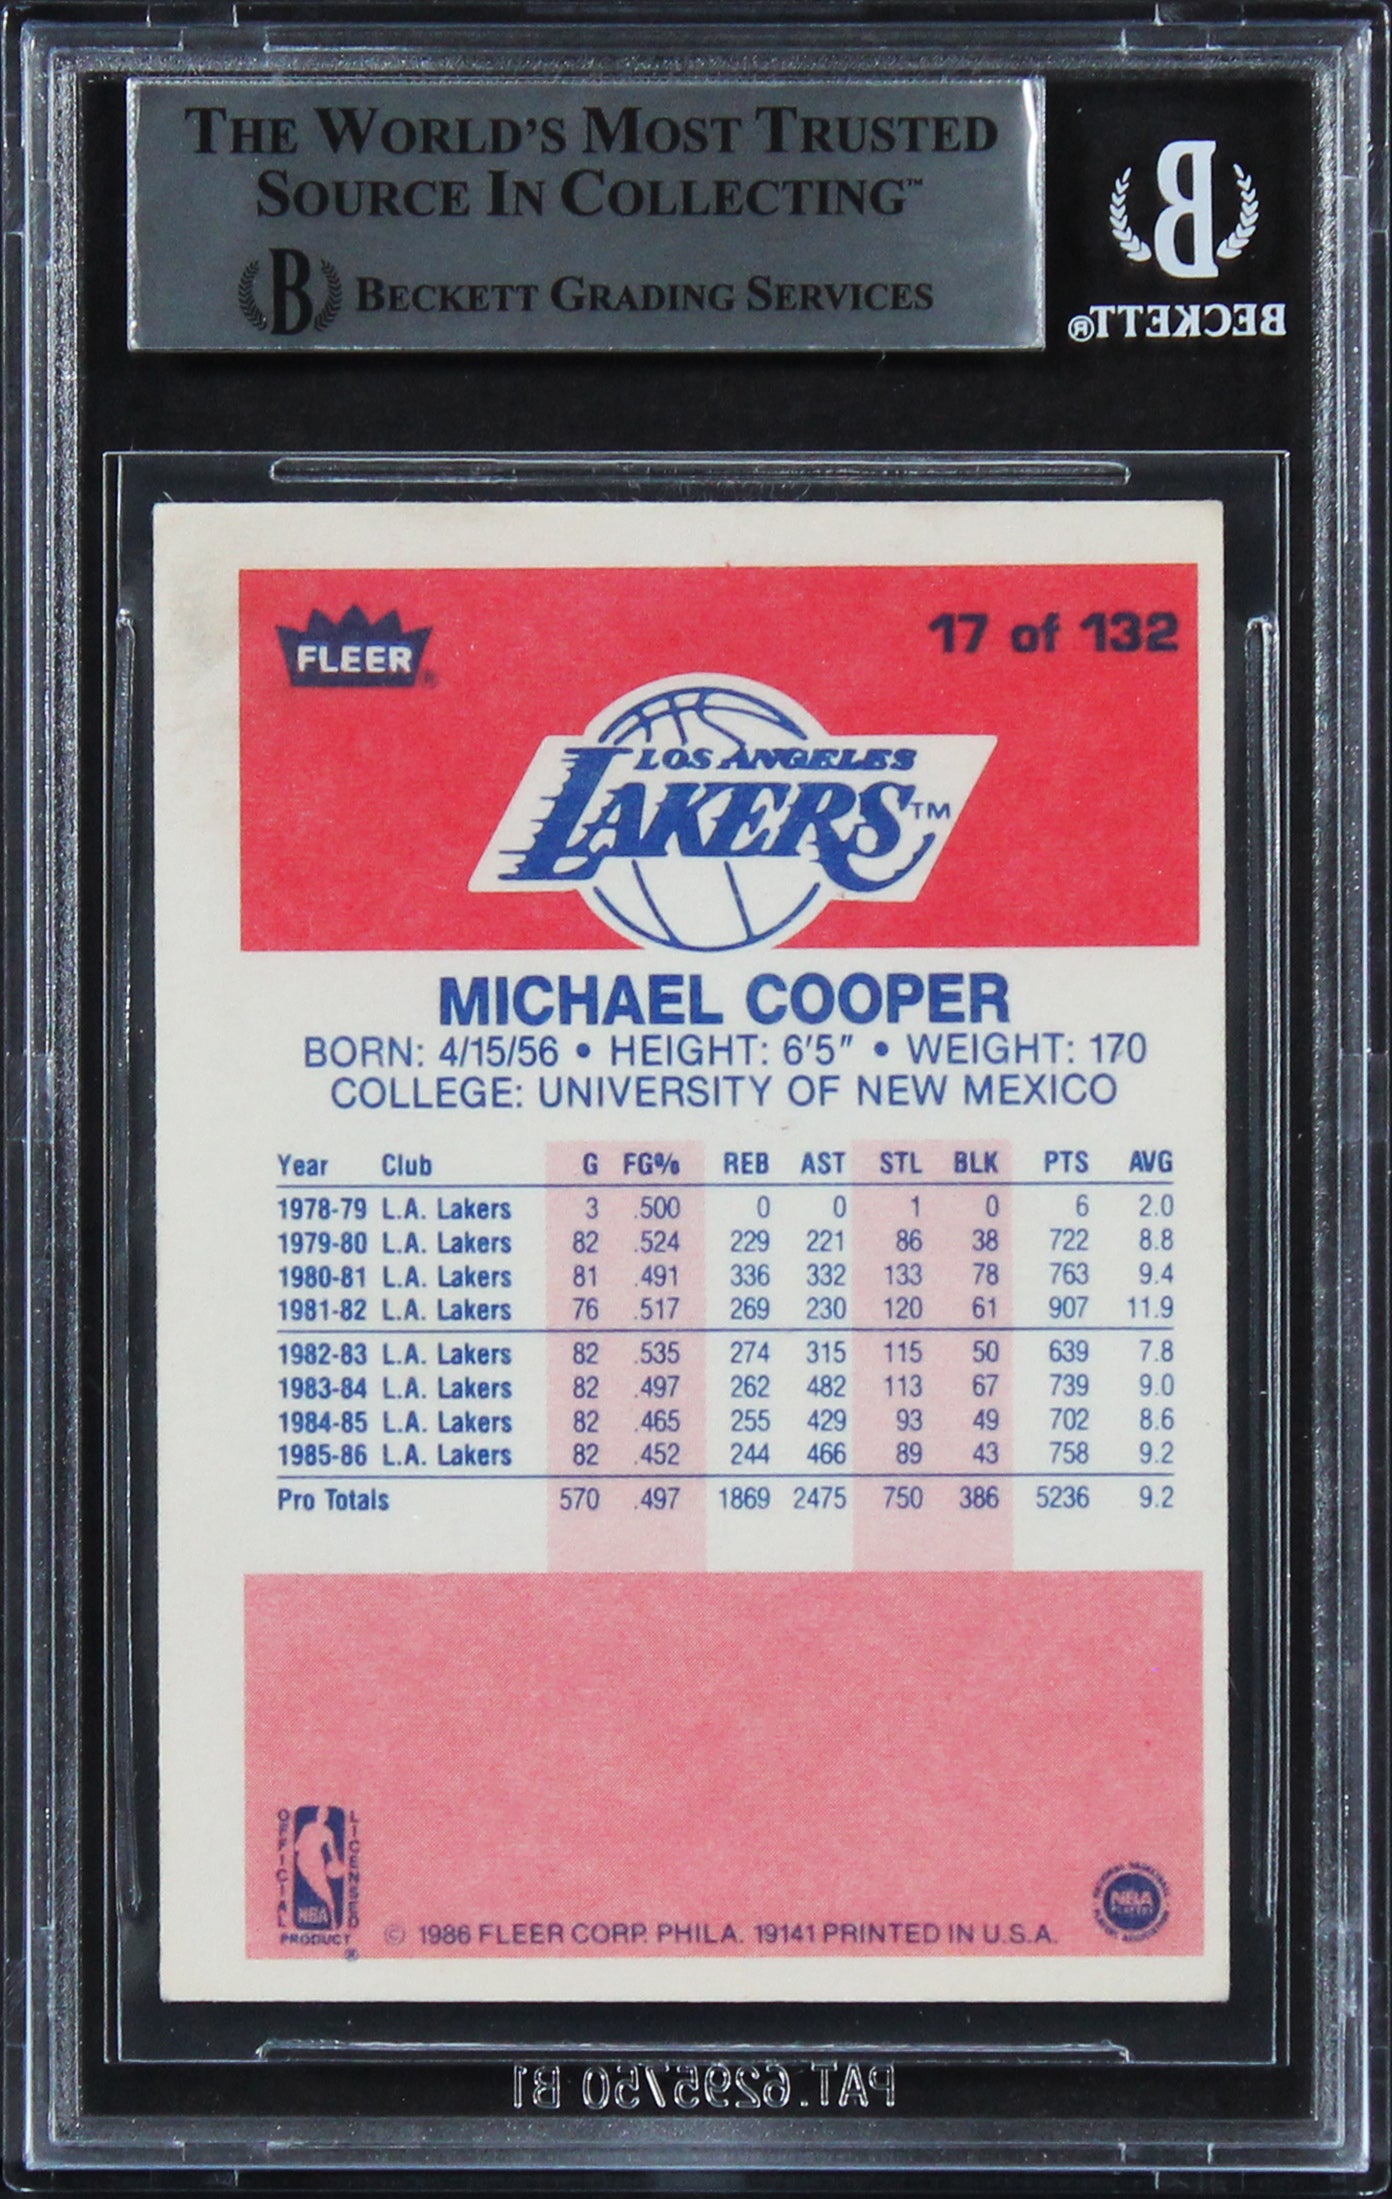 THE WORLD'S MOST TRUSTED
SOURCE IN COLLECTING™
B BECKETT GRADING SERVICES
B
BECKETT®
FLEER®
17 of 132
LOS ANGELES
LAKERS™
MICHAEL COOPER
BORN: 4/15/56 • HEIGHT: 6'5" • WEIGHT: 170
COLLEGE: UNIVERSITY OF NEW MEXICO
Year Club G FG% REB AST STL BLK PTS AVG
1978-79 L.A. Lakers 3 .500 0 0 1 0 6 2.0
1979-80 L.A. Lakers 82 .524 229 221 86 38 722 8.8
1980-81 L.A. Lakers 81 .491 336 332 133 78 763 9.4
1981-82 L.A. Lakers 76 .517 269 230 120 61 907 11.9
1982-83 L.A. Lakers 82 .535 274 315 115 50 639 7.8
1983-84 L.A. Lakers 82 .497 262 482 113 67 739 9.0
1984-85 L.A. Lakers 82 .465 255 429 93 49 702 8.6
1985-86 L.A. Lakers 82 .452 244 466 89 43 758 9.2
Pro Totals 570 .497 1869 2475 750 386 5236 9.2
OFFICIAL LICENSED
NBA
PRODUCT ®
© 1986 FLEER CORP. PHILA. 19141 PRINTED IN U.S.A.
NATIONAL BASKETBALL
NBA
PLAYERS
PLAYERS ASSOCIATION
PAT.6295750 B1